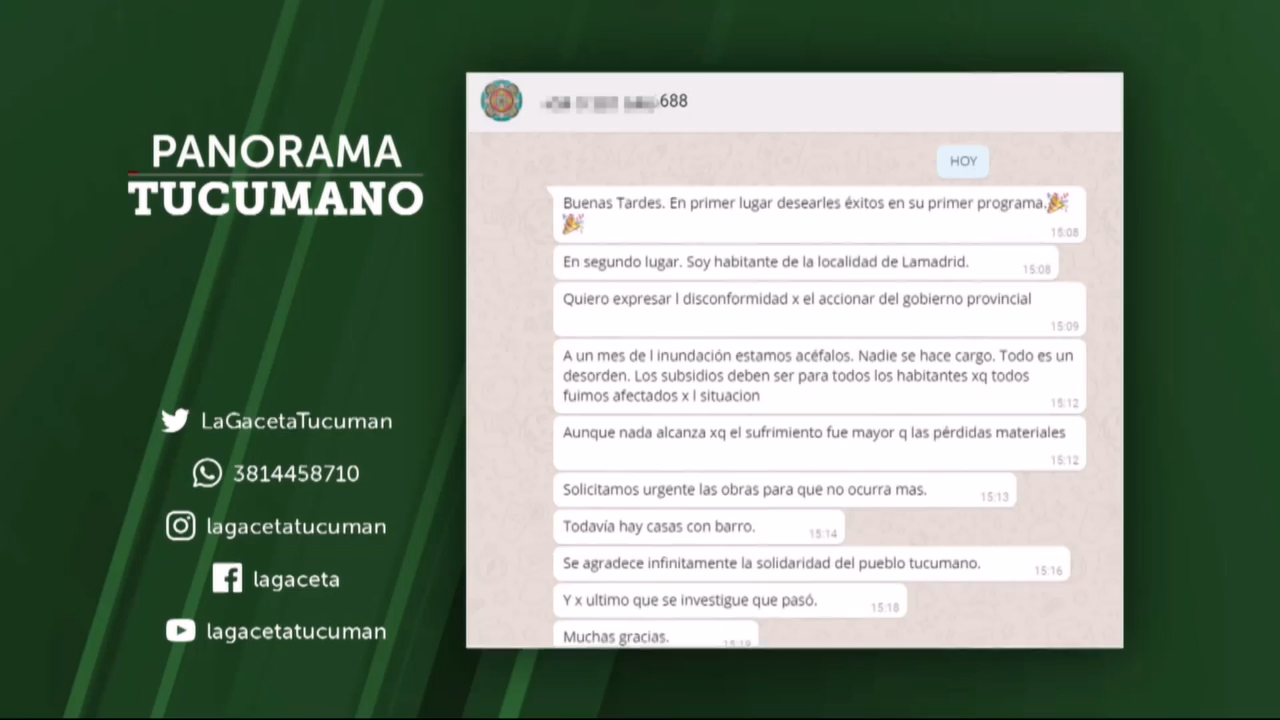 PANORAMA
TUCUMANO
LaGacetaTucuman
3814458710
lagacetatucuman
lagaceta
lagacetatucuman
688
HOY
Buenas Tardes. En primer lugar desearles éxitos en su primer programa.🎉
🎉
15:08
En segundo lugar. Soy habitante de la localidad de Lamadrid.
15:08
Quiero expresar l disconformidad x el accionar del gobierno provincial
15:09
A un mes de l inundación estamos acéfalos. Nadie se hace cargo. Todo es un
desorden. Los subsidios deben ser para todos los habitantes xq todos
fuimos afectados x l situacion
15:12
Aunque nada alcanza xq el sufrimiento fue mayor q las pérdidas materiales
15:12
Solicitamos urgente las obras para que no ocurra mas.
15:13
Todavía hay casas con barro.
15:14
Se agradece infinitamente la solidaridad del pueblo tucumano.
15:16
Y x ultimo que se investigue que pasó.
15:18
Muchas gracias.
15:19